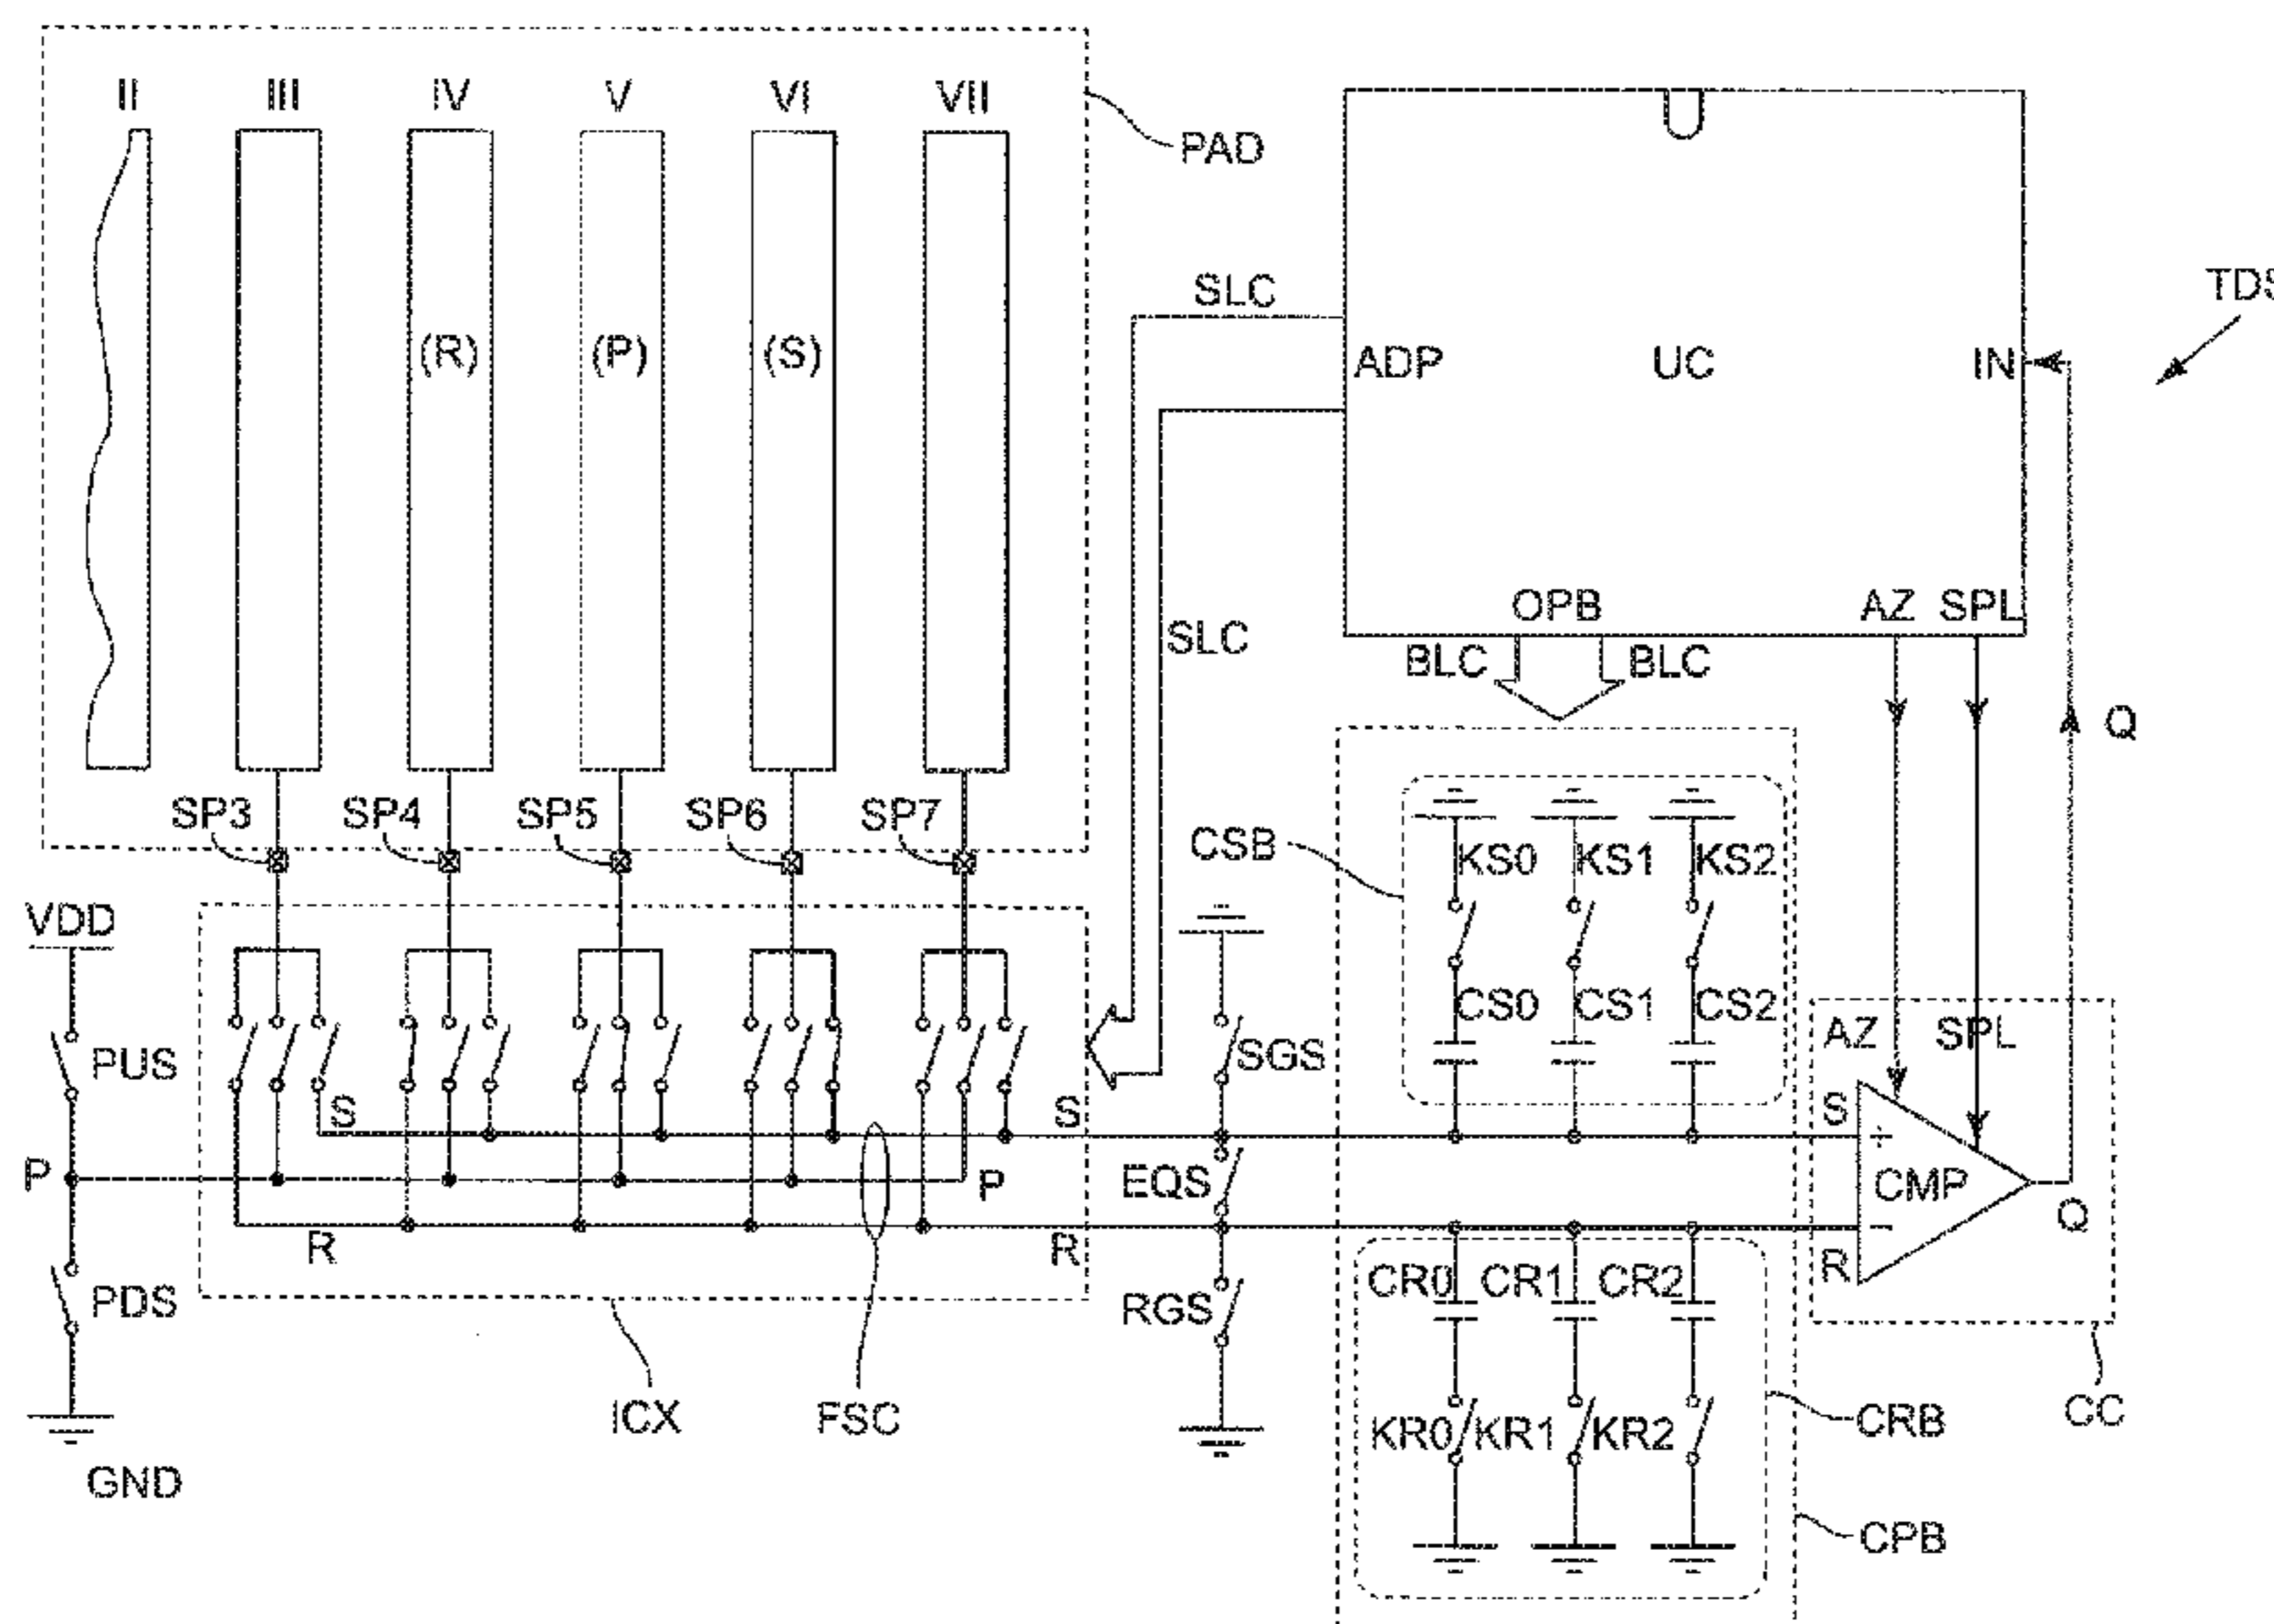 II III IV V VI VII
PAD
(R) (P) (S)
SLC
ADP UC IN
TDS
SLC
OPB AZ SPL
BLC BLC
Q
SP3 SP4 SP5 SP6 SP7
CSB
KS0 KS1 KS2
VDD
CS0 CS1 CS2
AZ SPL
PUS
SGS
S S S
+
P
P
EQS
CMP
Q
R R R
−
PDS
RGS
CR0 CR1 CR2
ICX FSC
KR0 KR1 KR2
CRB
CC
GND
CPB